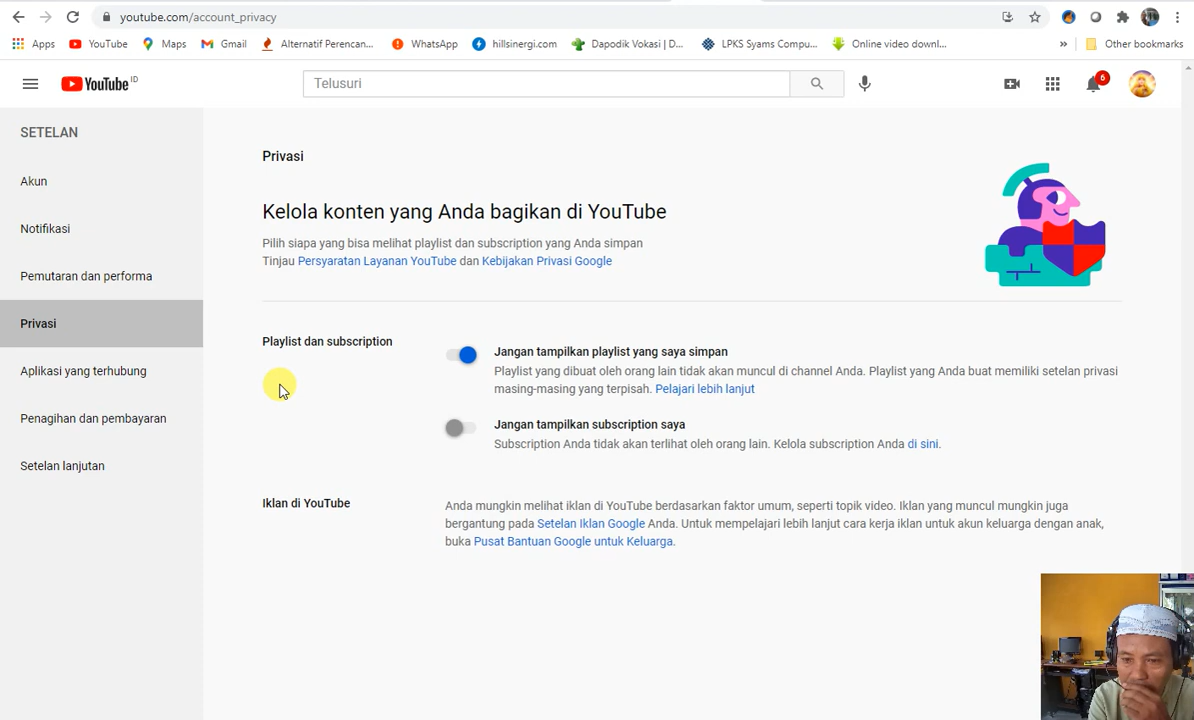 youtube.com/account_privacy
Apps YouTube Maps Gmail Alternatif Perencan... WhatsApp hillsinergi.com Dapodik Vokasi | D... LPKS Syams Compu... Online video downl... » Other bookmarks
YouTube ID
Telusuri
6
SETELAN
Akun
Notifikasi
Pemutaran dan performa
Privasi
Aplikasi yang terhubung
Penagihan dan pembayaran
Setelan lanjutan
Privasi
Kelola konten yang Anda bagikan di YouTube
Pilih siapa yang bisa melihat playlist dan subscription yang Anda simpan
Tinjau Persyaratan Layanan YouTube dan Kebijakan Privasi Google
Playlist dan subscription
Jangan tampilkan playlist yang saya simpan
Playlist yang dibuat oleh orang lain tidak akan muncul di channel Anda. Playlist yang Anda buat memiliki setelan privasi
masing-masing yang terpisah. Pelajari lebih lanjut
Jangan tampilkan subscription saya
Subscription Anda tidak akan terlihat oleh orang lain. Kelola subscription Anda di sini.
Iklan di YouTube
Anda mungkin melihat iklan di YouTube berdasarkan faktor umum, seperti topik video. Iklan yang muncul mungkin juga
bergantung pada Setelan Iklan Google Anda. Untuk mempelajari lebih lanjut cara kerja iklan untuk akun keluarga dengan anak,
buka Pusat Bantuan Google untuk Keluarga.